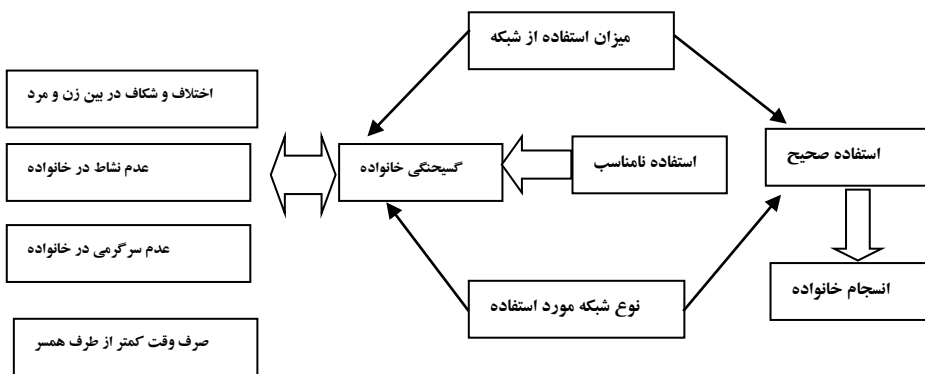 میزان استفاده از شبکه
اختلاف و شکاف در بین زن و مرد
استفاده صحیح
استفاده نامناسب
گسیحنگی خانواده
عدم نشاط در خانواده
عدم سرگرمی در خانواده
انسجام خانواده
نوع شبکه مورد استفاده
صرف وقت کمتر از طرف همسر